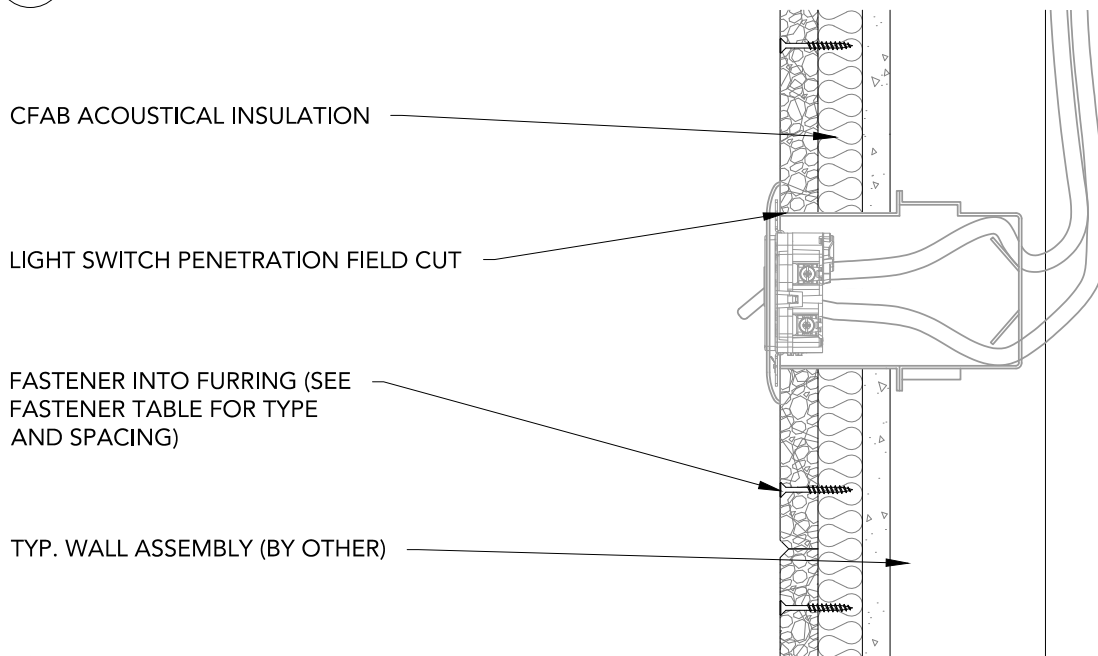 CFAB ACOUSTICAL INSULATION
LIGHT SWITCH PENETRATION FIELD CUT
FASTENER INTO FURRING (SEE
FASTENER TABLE FOR TYPE
AND SPACING)
TYP. WALL ASSEMBLY (BY OTHER)